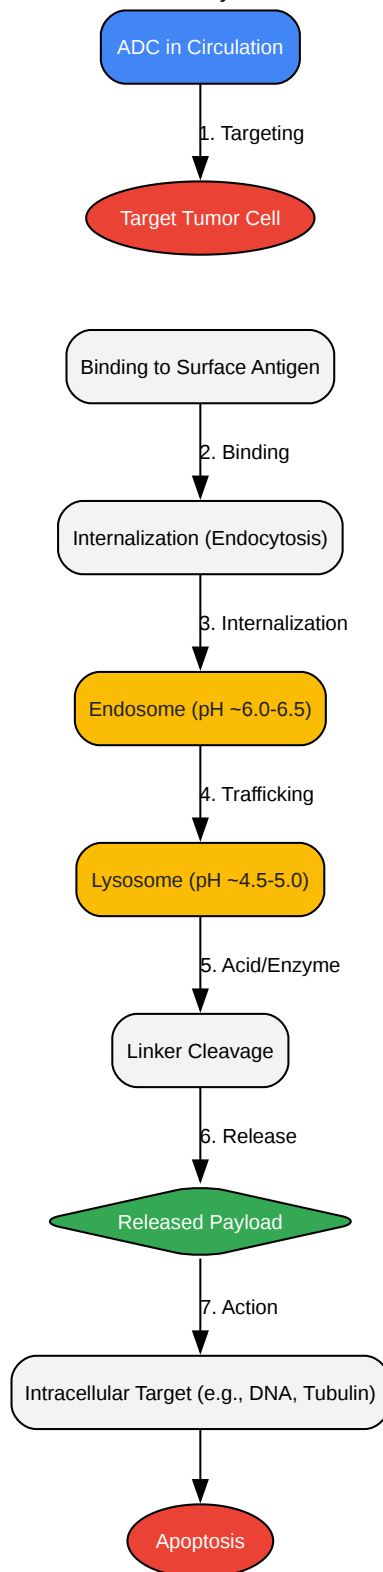 ADC in Circulation
1. Targeting
Target Tumor Cell
Binding to Surface Antigen
2. Binding
Internalization (Endocytosis)
3. Internalization
Endosome (pH ~6.0-6.5)
4. Trafficking
Lysosome (pH ~4.5-5.0)
5. Acid/Enzyme
Linker Cleavage
6. Release
Released Payload
7. Action
Intracellular Target (e.g., DNA, Tubulin)
Apoptosis